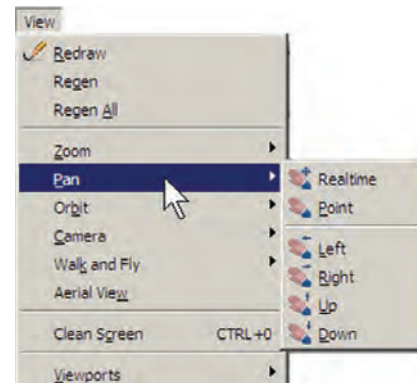 View
Redraw
Regen
Regen All
Zoom
Pan
Orbit
Camera
Walk and Fly
Aerial View
Clean Screen CTRL+0
Viewports
Realtime
Point
Left
Right
Up
Down